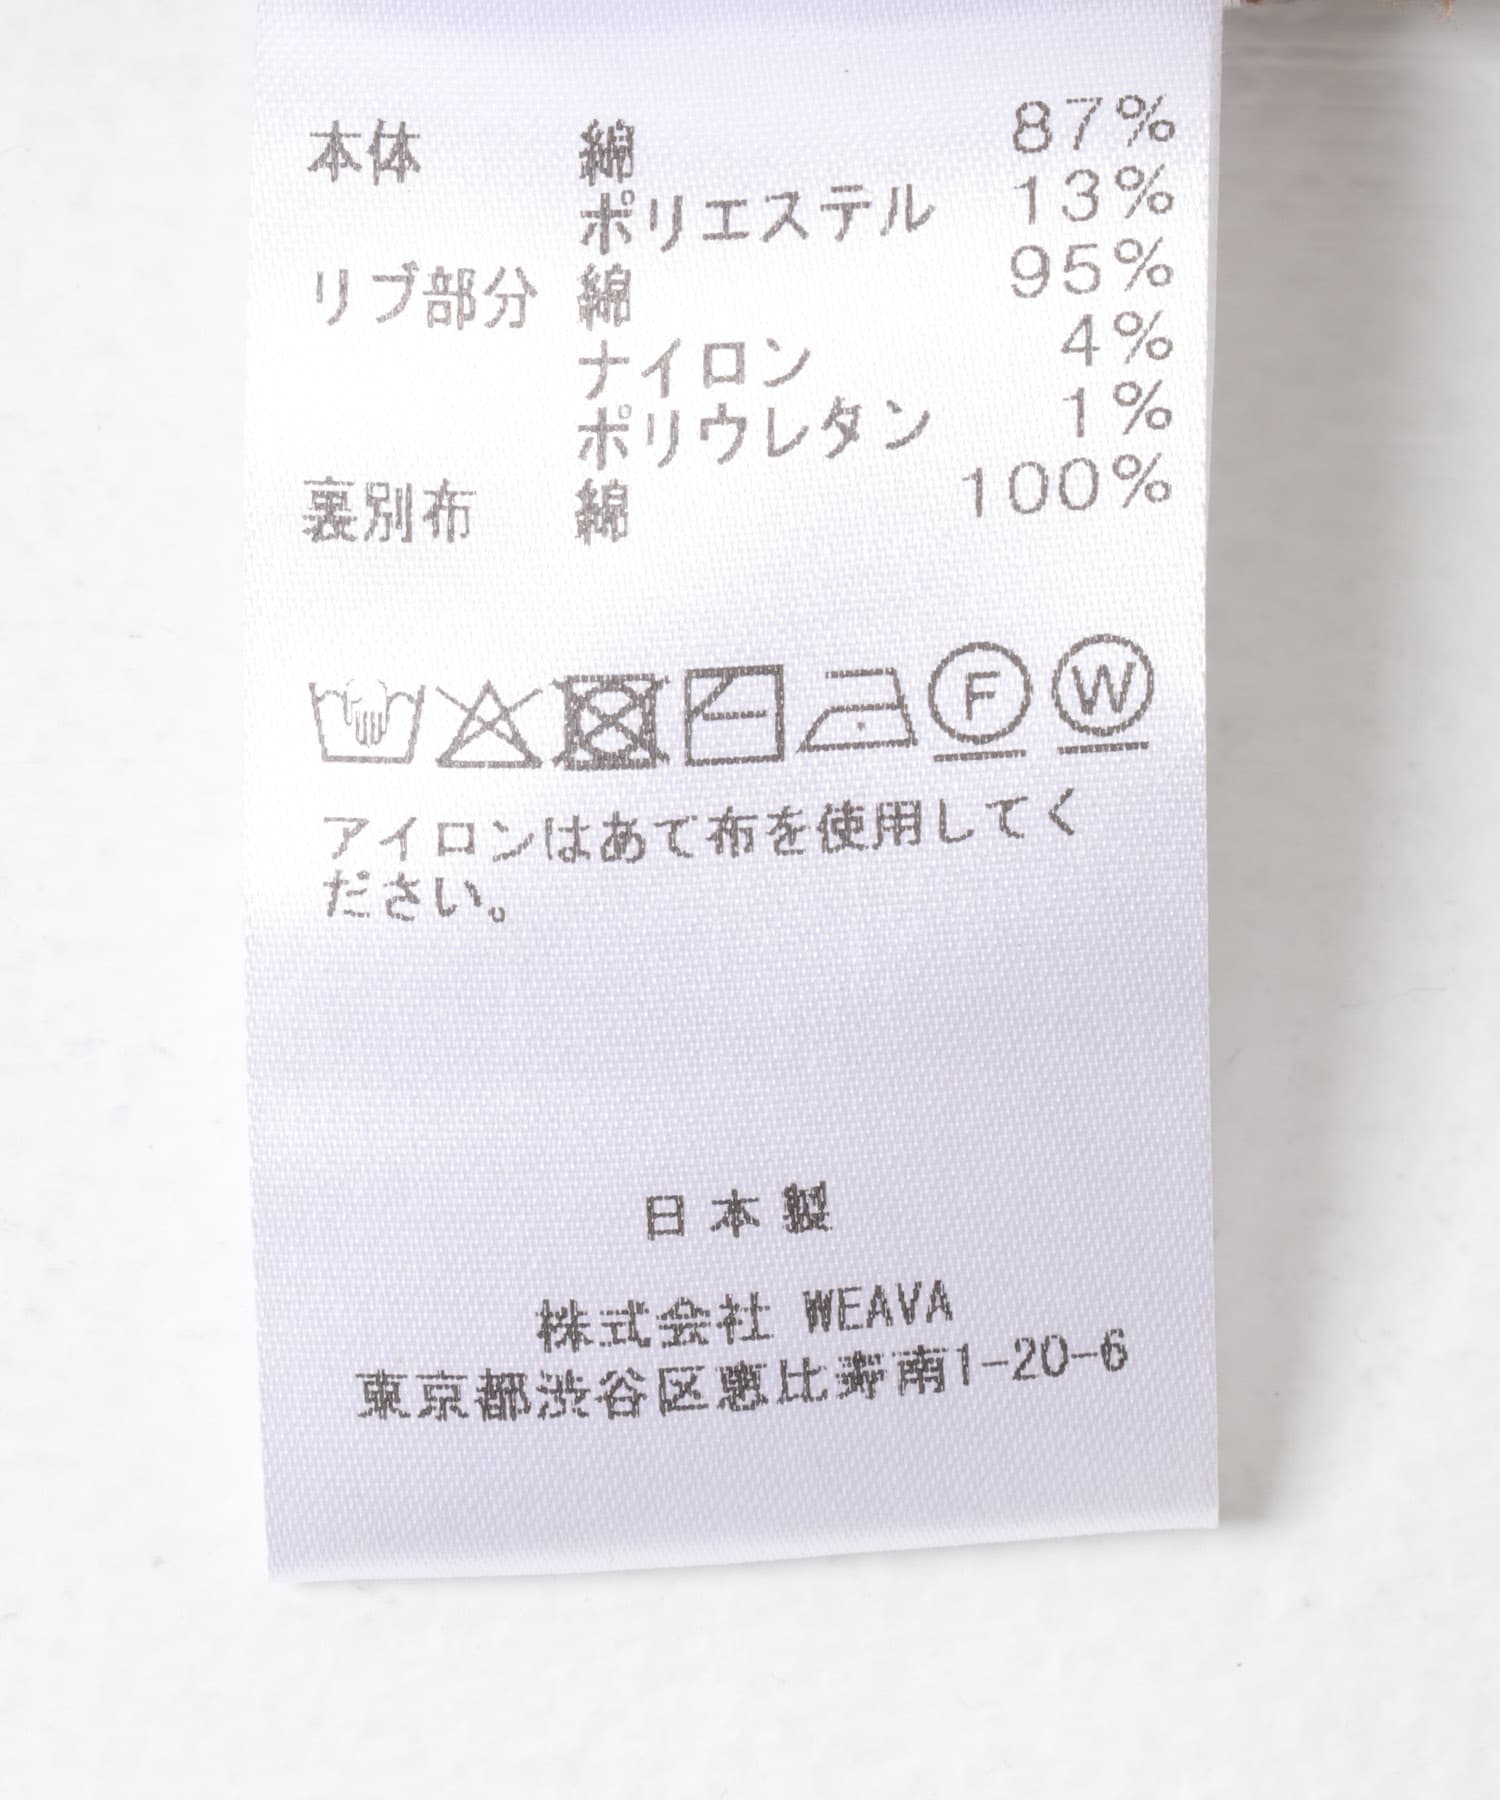 本体 綿 87%
ポリエステル 13%
リブ部分 綿 95%
ナイロン 4%
ポリウレタン 1%
裏別布 綿 100%
F W
アイロンはあて布を使用してく
ださい。
日本製
株式会社 WEAVA
東京都渋谷区恵比寿南1-20-6